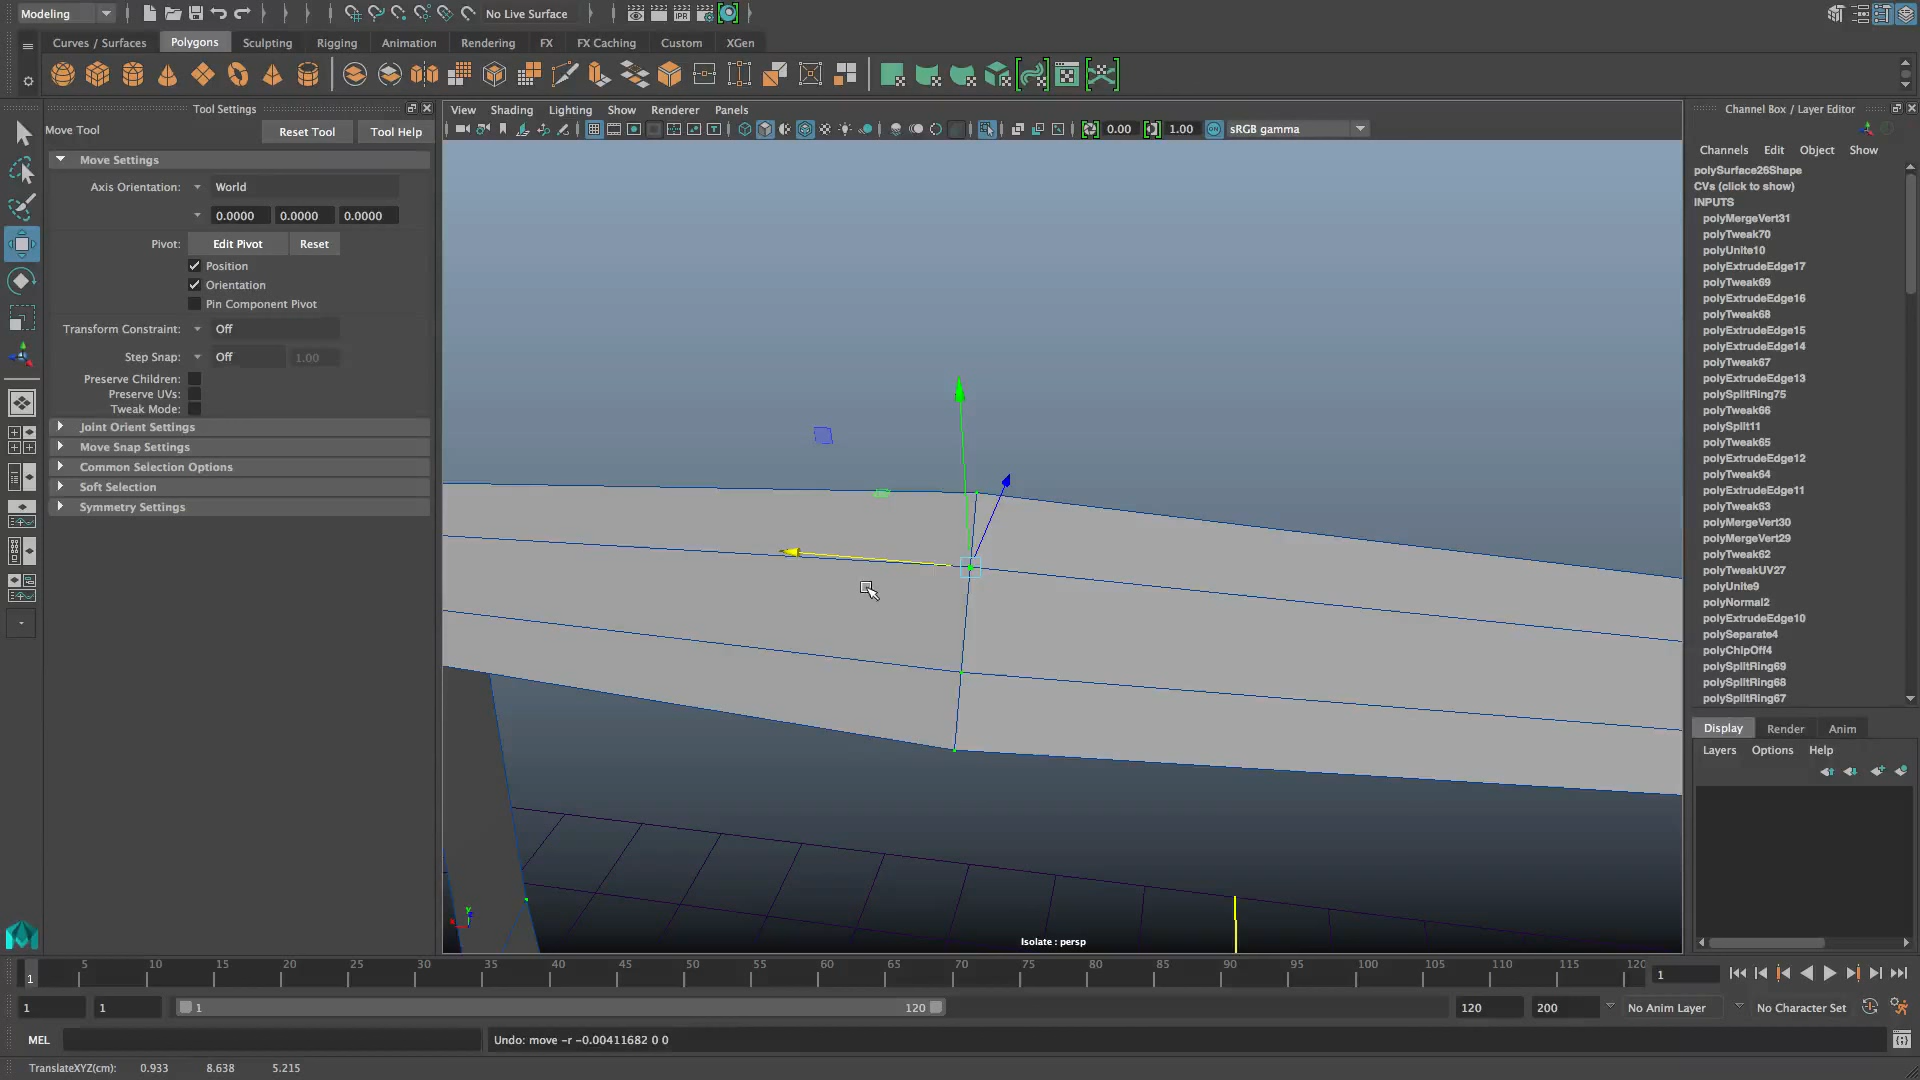 Modeling
No Live Surface
Curves / Surfaces
Polygons
Sculpting
Rigging
Animation
Rendering
FX
FX Caching
Custom
XGen
Tool Settings
Move Tool
Reset Tool
Tool Help
Move Settings
Axis Orientation:
World
0.0000
0.0000
0.0000
Pivot:
Edit Pivot
Reset
Position
Orientation
Pin Component Pivot
Transform Constraint:
Off
Step Snap:
Off
1.00
Preserve Children:
Preserve UVs:
Tweak Mode:
Joint Orient Settings
Move Snap Settings
Common Selection Options
Soft Selection
Symmetry Settings
View
Shading
Lighting
Show
Renderer
Panels
0.00
1.00
sRGB gamma
Isolate : persp
Channel Box / Layer Editor
Channels
Edit
Object
Show
polySurface26Shape
CVs (click to show)
INPUTS
polyMergeVert31
polyTweak70
polyUnite10
polyExtrudeEdge17
polyTweak69
polyExtrudeEdge16
polyTweak68
polyExtrudeEdge15
polyExtrudeEdge14
polyTweak67
polyExtrudeEdge13
polySplitRing75
polyTweak66
polySplit11
polyTweak65
polyExtrudeEdge12
polyTweak64
polyExtrudeEdge11
polyTweak63
polyMergeVert30
polyMergeVert29
polyTweak62
polyTweakUV27
polyUnite9
polyNormal2
polyExtrudeEdge10
polySeparate4
polyChipOff4
polySplitRing69
polySplitRing68
polySplitRing67
Display
Render
Anim
Layers
Options
Help
1
5
10
15
20
25
30
35
40
45
50
55
60
65
70
75
80
85
90
95
100
105
110
115
120
1
1
1
1
120
120
200
No Anim Layer
No Character Set
MEL
Undo: move -r -0.00411682 0 0
TranslateXYZ(cm):
0.933
8.638
5.215